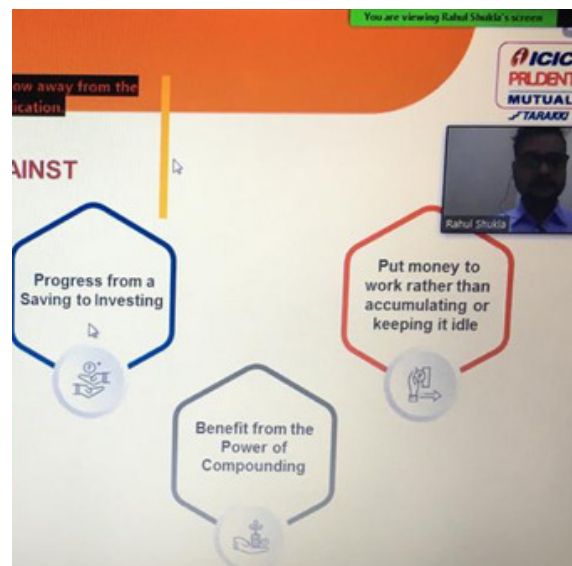 You are viewing Rahul Shukla's screen
ICIC
PRUDENT
MUTUAL
TARAKKI
ow away from the
ication.
AINST
Rahul Shukla
Progress from a
Saving to Investing
Put money to
work rather than
accumulating or
keeping it idle
Benefit from the
Power of
Compounding